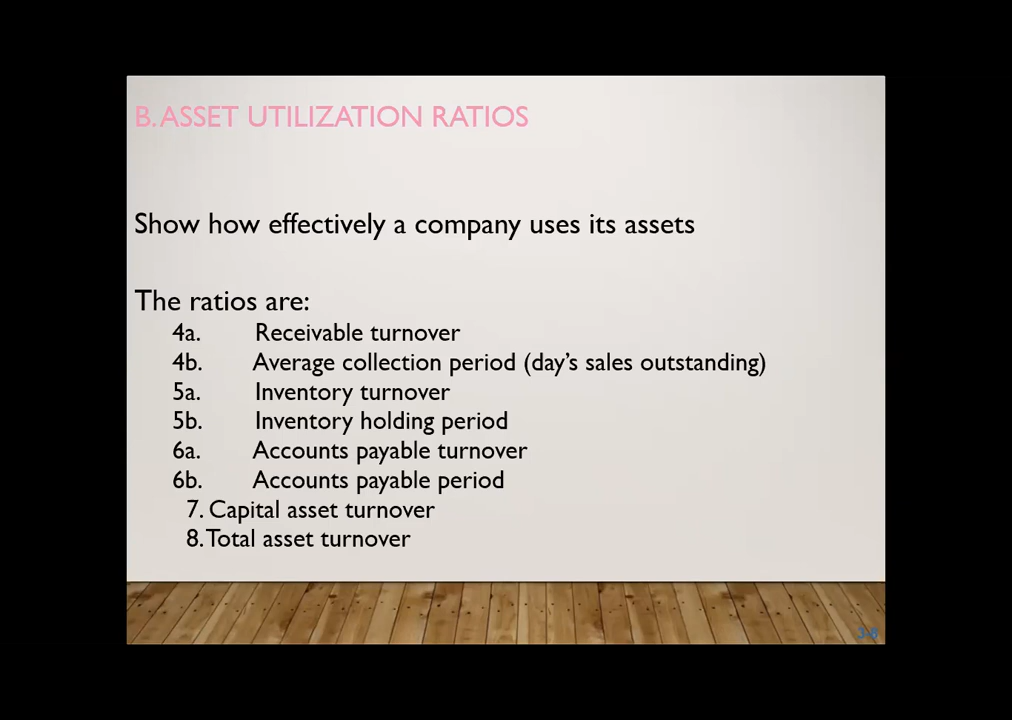 B. ASSET UTILIZATION RATIOS
Show how effectively a company uses its assets
The ratios are:
4a. Receivable turnover
4b. Average collection period (day's sales outstanding)
5a. Inventory turnover
5b. Inventory holding period
6a. Accounts payable turnover
6b. Accounts payable period
7. Capital asset turnover
8. Total asset turnover